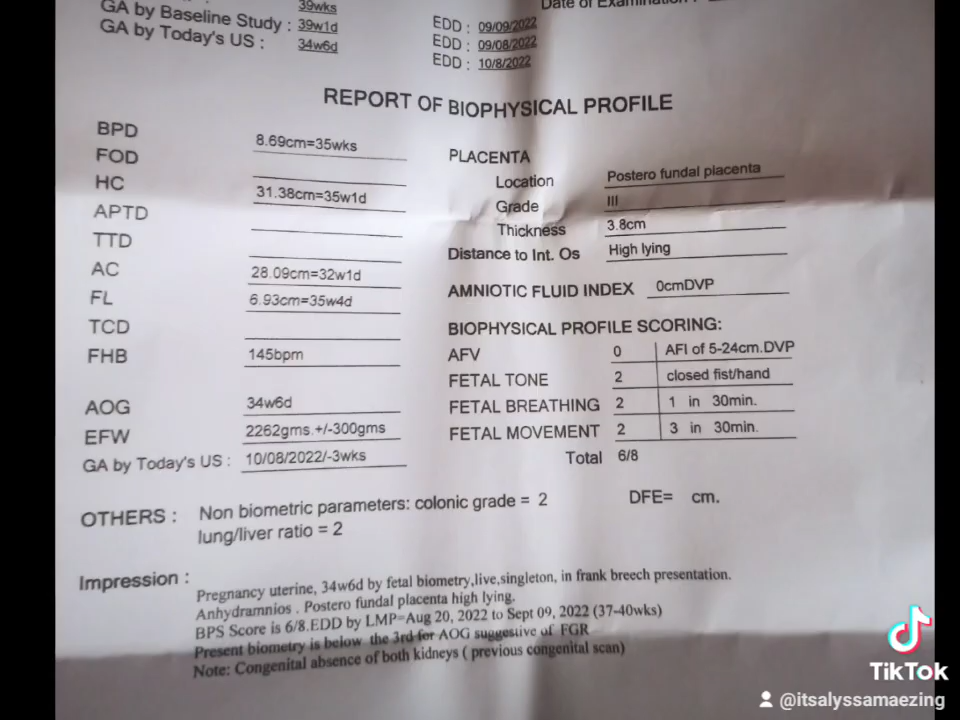 39wks
Date of Examination :
GA by Baseline Study : 39w1d EDD : 09/09/2022
GA by Today's US : 34w6d EDD : 09/08/2022
EDD : 10/8/2022
REPORT OF BIOPHYSICAL PROFILE
BPD 8.69cm=35wks
FOD
HC 31.38cm=35w1d
APTD
TTD
AC 28.09cm=32w1d
FL 6.93cm=35w4d
TCD
FHB 145bpm
AOG 34w6d
EFW 2262gms.+/-300gms
GA by Today's US : 10/08/2022/-3wks
PLACENTA
Location Postero fundal placenta
Grade III
Thickness 3.8cm
Distance to Int. Os High lying
AMNIOTIC FLUID INDEX 0cmDVP
BIOPHYSICAL PROFILE SCORING:
AFV 0 AFI of 5-24cm.DVP
FETAL TONE 2 closed fist/hand
FETAL BREATHING 2 1 in 30min.
FETAL MOVEMENT 2 3 in 30min.
Total 6/8
OTHERS : Non biometric parameters: colonic grade = 2 DFE= cm.
lung/liver ratio = 2
Impression : Pregnancy uterine, 34w6d by fetal biometry,live,singleton, in frank breech presentation.
Anhydramnios . Postero fundal placenta high lying.
BPS Score is 6/8.EDD by LMP=Aug 20, 2022 to Sept 09, 2022 (37-40wks)
Present biometry is below the 3rd for AOG suggestive of FGR
Note: Congenital absence of both kidneys ( previous congenital scan)
TikTok
@itsalyssamaezing